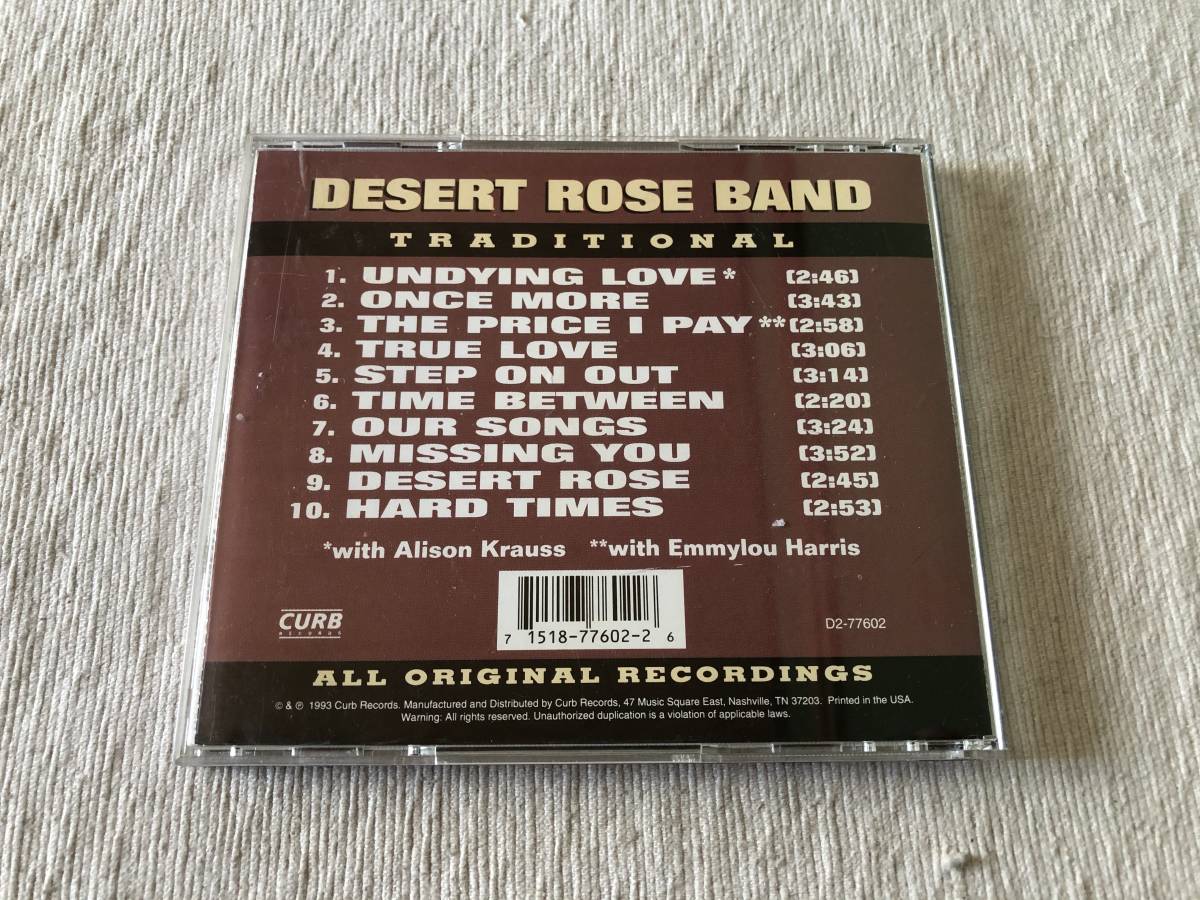 DESERT ROSE BAND
TRADITIONAL
1. UNDYING LOVE* (2:46)
2. ONCE MORE (3:43)
3. THE PRICE I PAY** (2:58)
4. TRUE LOVE (3:06)
5. STEP ON OUT (3:14)
6. TIME BETWEEN (2:20)
7. OUR SONGS (3:24)
8. MISSING YOU (3:52)
9. DESERT ROSE (2:45)
10. HARD TIMES (2:53)
*with Alison Krauss **with Emmylou Harris
CURB
RECORDS
7 1518-77602-2 6
D2-77602
ALL ORIGINAL RECORDINGS
© & ℗ 1993 Curb Records. Manufactured and Distributed by Curb Records, 47 Music Square East, Nashville, TN 37203. Printed in the USA.
Warning: All rights reserved. Unauthorized duplication is a violation of applicable laws.